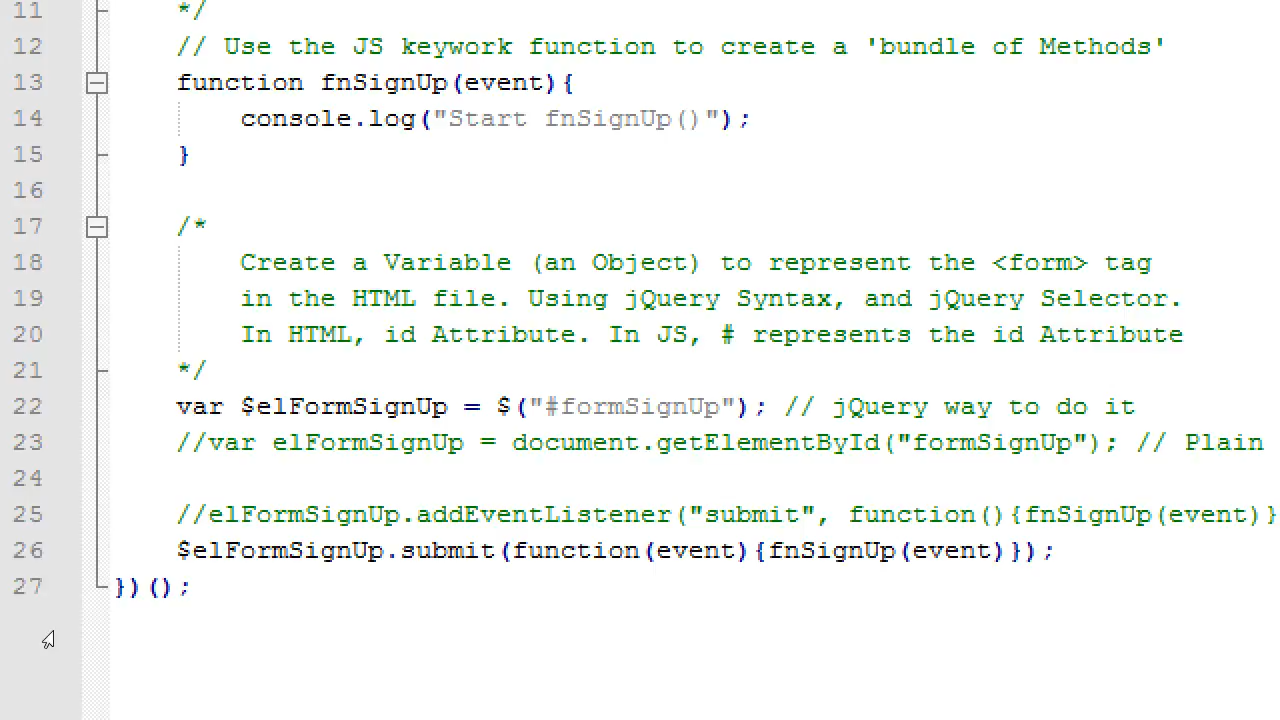 11 */
12 // Use the JS keywork function to create a 'bundle of Methods'
13 function fnSignUp(event){
14 console.log("Start fnSignUp()");
15 }
16
17 /*
18 Create a Variable (an Object) to represent the <form> tag
19 in the HTML file. Using jQuery Syntax, and jQuery Selector.
20 In HTML, id Attribute. In JS, # represents the id Attribute
21 */
22 var $elFormSignUp = $("#formSignUp"); // jQuery way to do it
23 //var elFormSignUp = document.getElementById("formSignUp"); // Plain
24
25 //elFormSignUp.addEventListener("submit", function(){fnSignUp(event)}
26 $elFormSignUp.submit(function(event){fnSignUp(event)});
27 })();